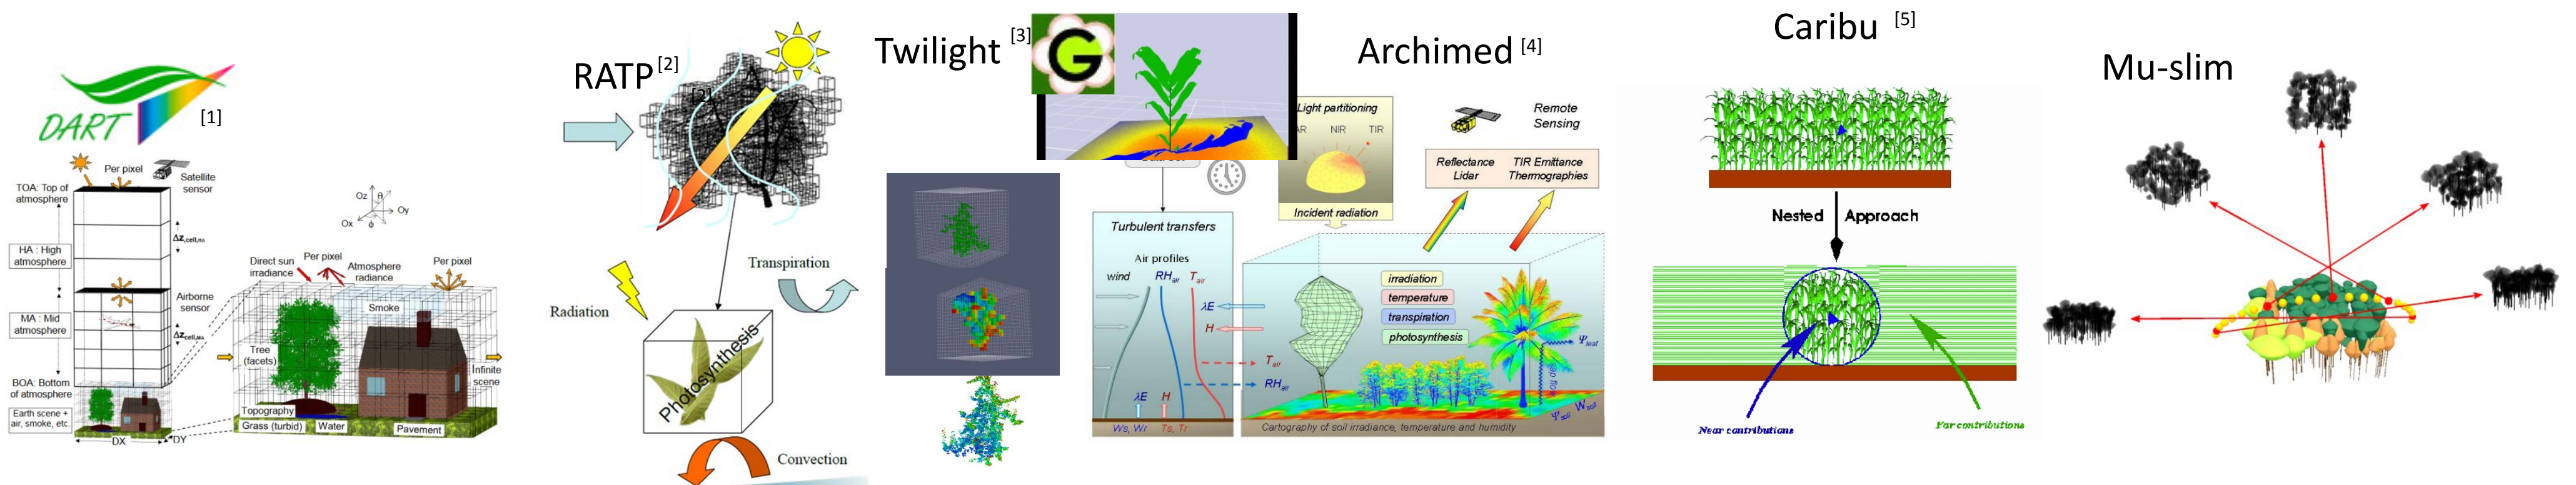 DART
[1]
Per pixel
Satellite
sensor
TOA: Top of
atmosphere
HA : High
atmosphere
MA : Mid
atmosphere
BOA: Bottom
of atmosphere
Earth scene +
air, smoke, etc.
DX
DY
Airborne
sensor
Oz
Oy
Ox
θ
ϕ
Direct sun
irradiance
Per pixel
Atmosphere
radiance
Per pixel
Smoke
Tree
(facets)
Infinite
scene
Topography
Grass (turbid)
Water
Pavement
RATP [2]
[2]
Radiation
Transpiration
Photosynthesis
Convection
Twilight [3]
G
Archimed [4]
Light partitioning
NIR
TIR
Incident radiation
Remote
Sensing
Reflectance
Lidar
TIR Emittance
Thermographies
Turbulent transfers
Air profiles
wind
RHair
Tair
λE
H
Tair
RHair
λE
H
Ws, Wr
Ts, Tr
irradiation
temperature
transpiration
photosynthesis
Ψleaf
Ψsoil
Wsoil
Cartography of soil irradiance, temperature and humidity
Caribu [5]
Nested Approach
Near contributions
Far contributions
Mu-slim